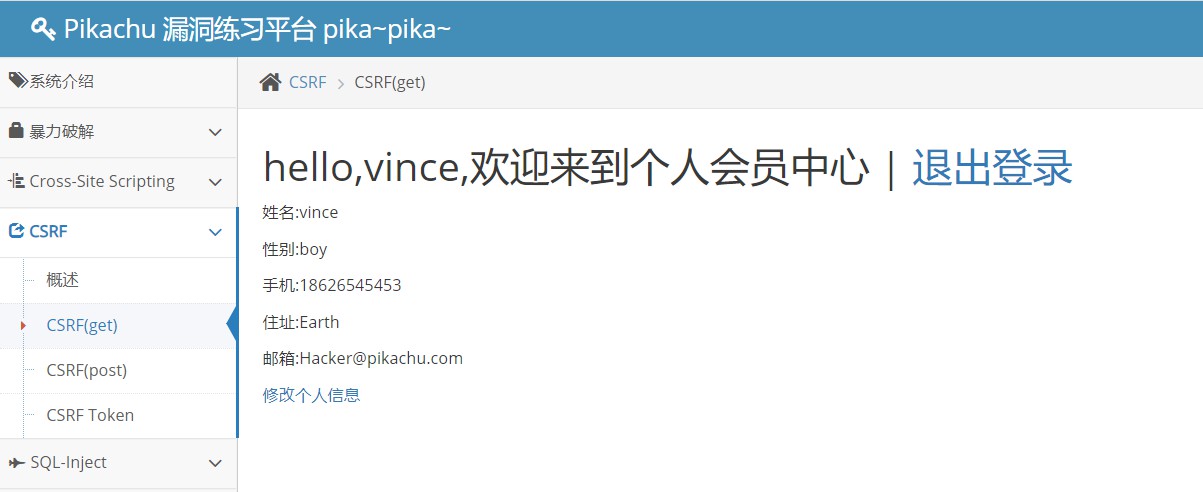 Pikachu 漏洞练习平台 pika~pika~
系统介绍
暴力破解
Cross-Site Scripting
CSRF
概述
CSRF(get)
CSRF(post)
CSRF Token
SQL-Inject
CSRF > CSRF(get)
hello,vince,欢迎来到个人会员中心 | 退出登录
姓名:vince
性别:boy
手机:18626545453
住址:Earth
邮箱:Hacker@pikachu.com
修改个人信息